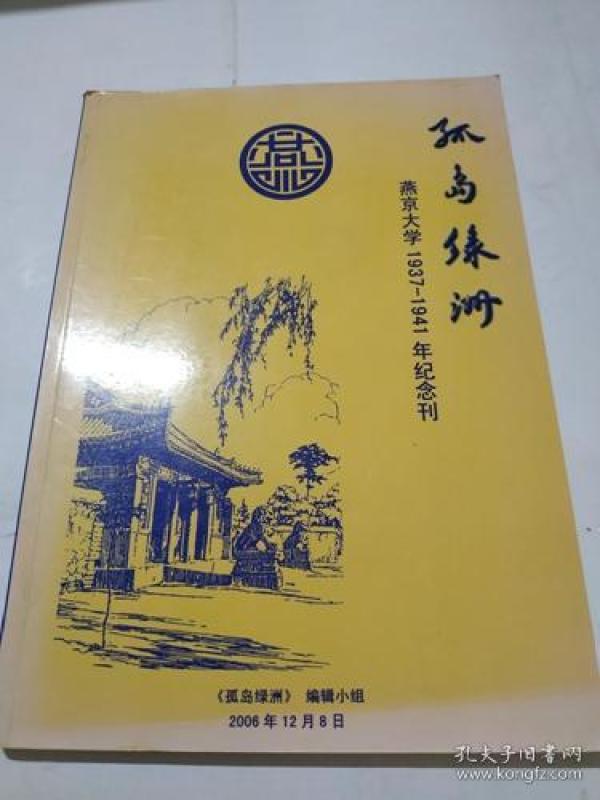 孤岛绿洲
燕京大学 1937-1941 年纪念刊
燕
《孤岛绿洲》 编辑小组
2006 年 12 月 8 日
孔夫子旧书网
www.kongfz.com